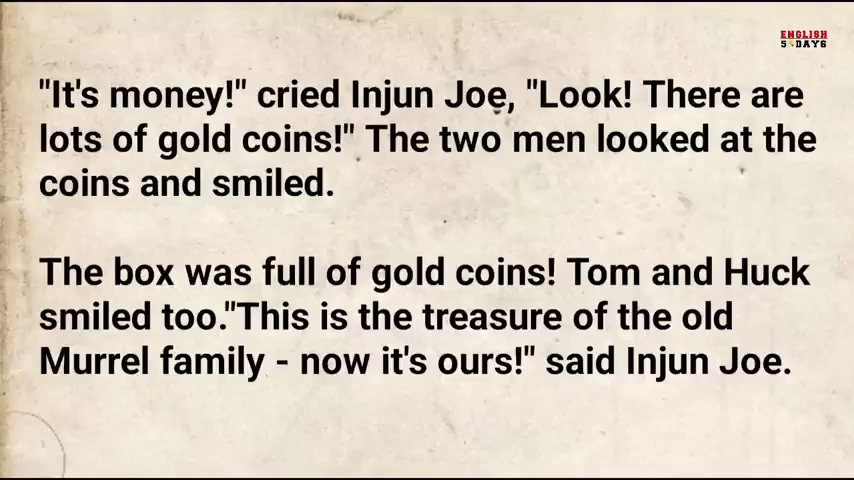 ENGLISH
5 DAYS
"It's money!" cried Injun Joe, "Look! There are
lots of gold coins!" The two men looked at the
coins and smiled.
The box was full of gold coins! Tom and Huck
smiled too."This is the treasure of the old
Murrel family - now it's ours!" said Injun Joe.